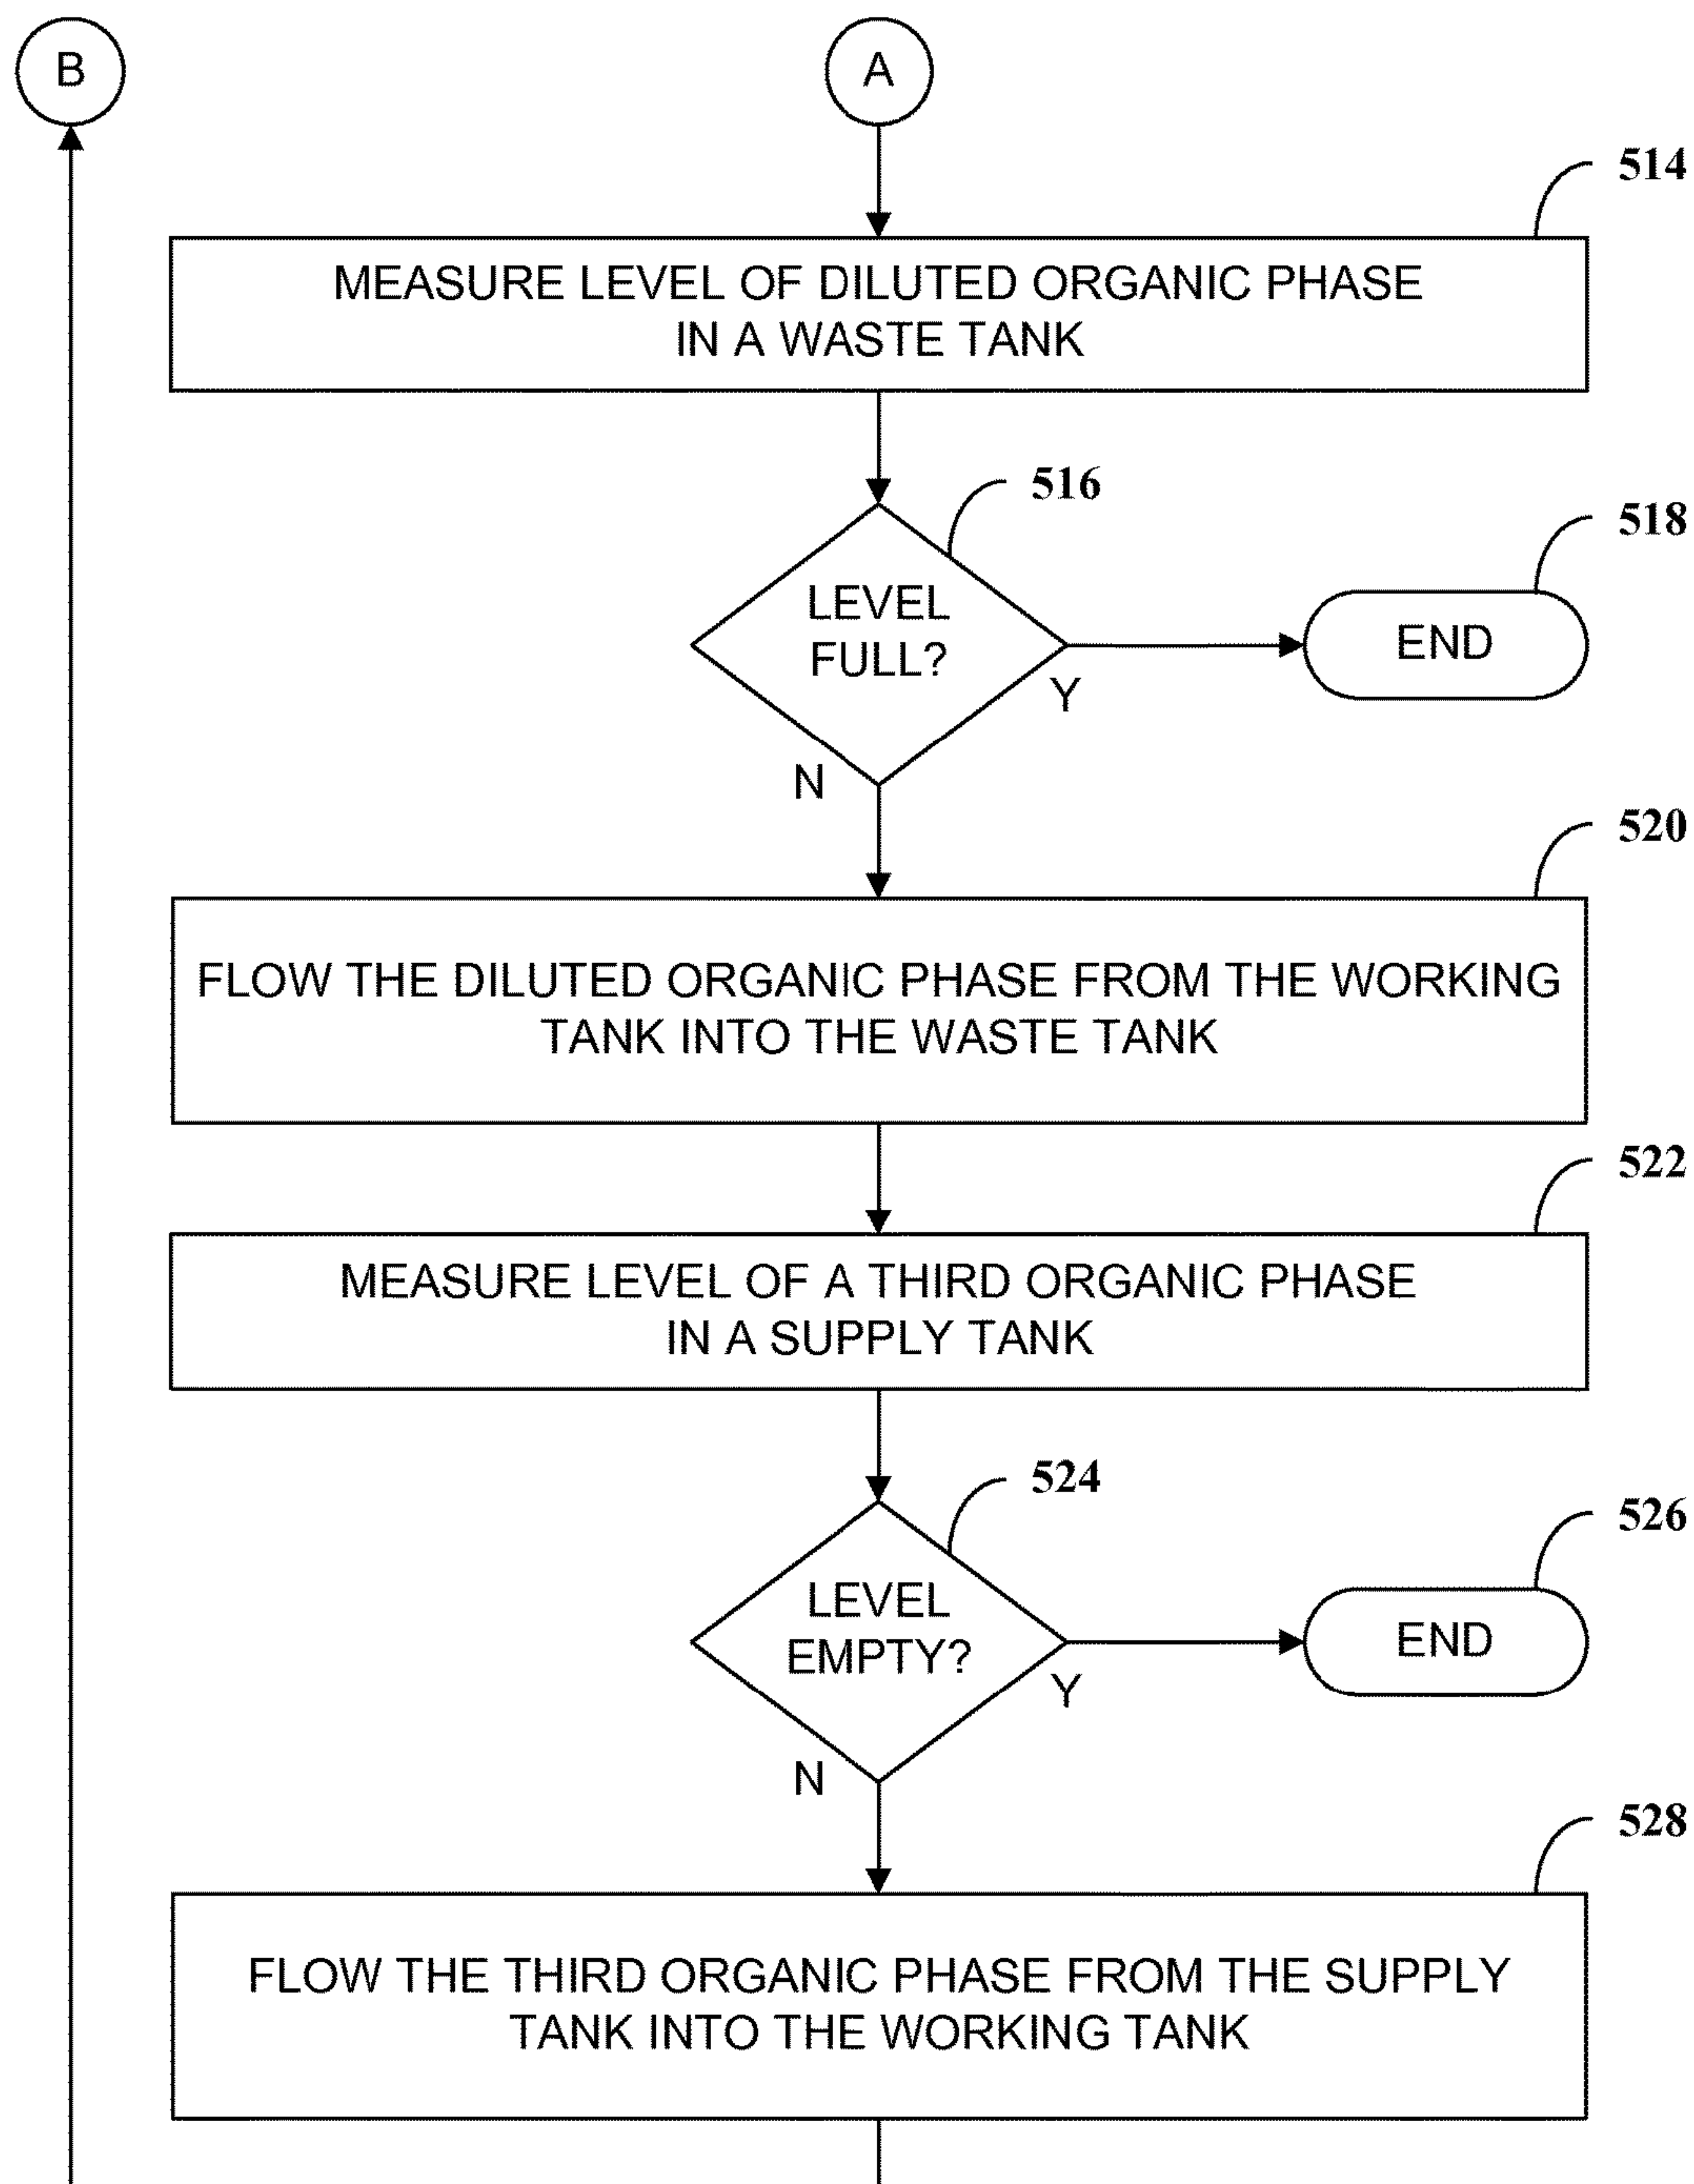 B
A
514
MEASURE LEVEL OF DILUTED ORGANIC PHASE
IN A WASTE TANK
516
518
LEVEL
FULL?
END
Y
N
520
FLOW THE DILUTED ORGANIC PHASE FROM THE WORKING
TANK INTO THE WASTE TANK
522
MEASURE LEVEL OF A THIRD ORGANIC PHASE
IN A SUPPLY TANK
524
526
LEVEL
EMPTY?
END
Y
N
528
FLOW THE THIRD ORGANIC PHASE FROM THE SUPPLY
TANK INTO THE WORKING TANK